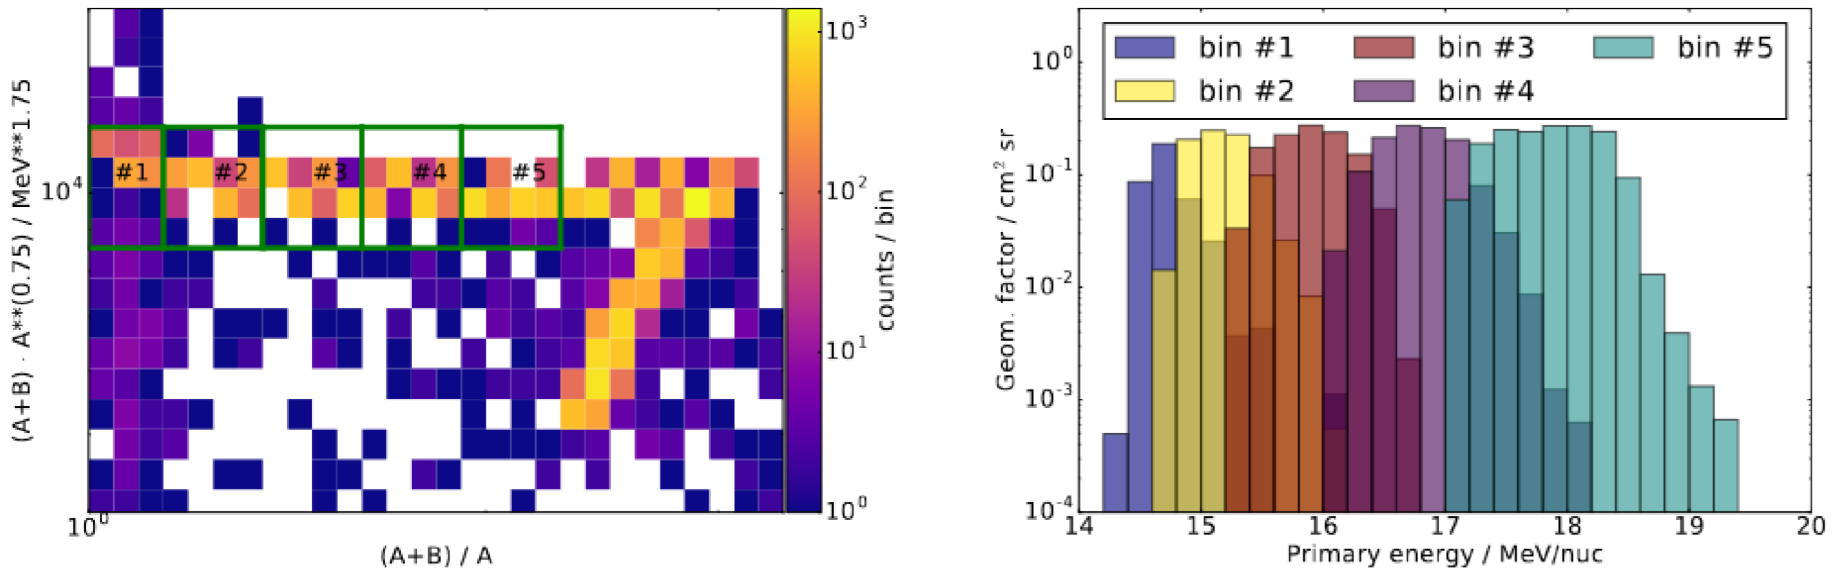 (A+B) · A**(0.75) / MeV**1.75
10⁴
10⁰
(A+B) / A
#1 #2 #3 #4 #5
10³
10²
10¹
10⁰
counts / bin
bin #1 bin #3 bin #5
bin #2 bin #4
Geom. factor / cm² sr
10⁰
10⁻¹
10⁻²
10⁻³
10⁻⁴
14 15 16 17 18 19 20
Primary energy / MeV/nuc